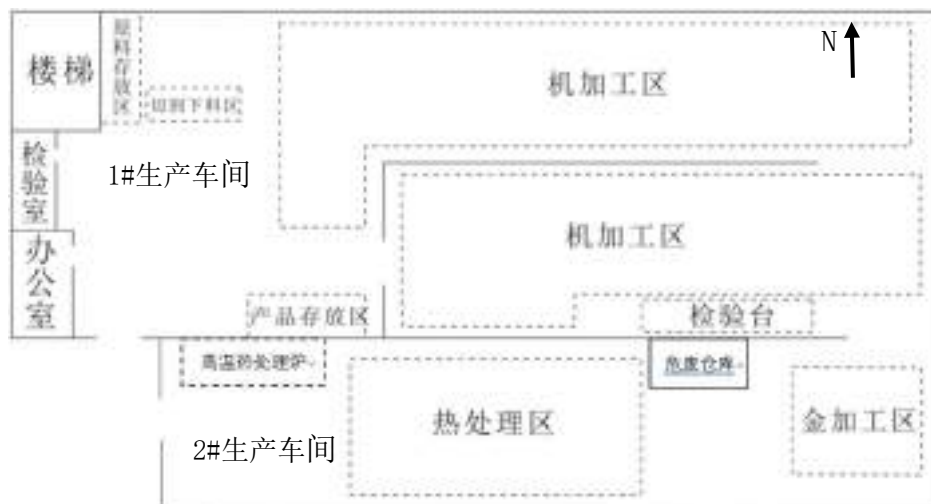 楼梯
原料存放区
切割下料区
机加工区
N
检验室
1#生产车间
机加工区
办公室
产品存放区
检验台
高温热处理炉
危废仓库
热处理区
金加工区
2#生产车间